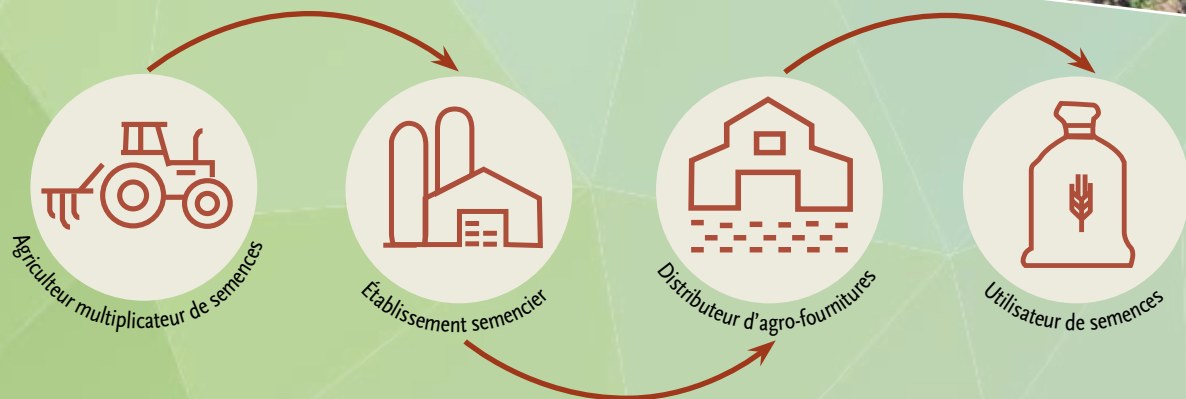 Agriculteur multiplicateur de semences
Établissement semencier
Distributeur d'agro-fournitures
Utilisateur de semences